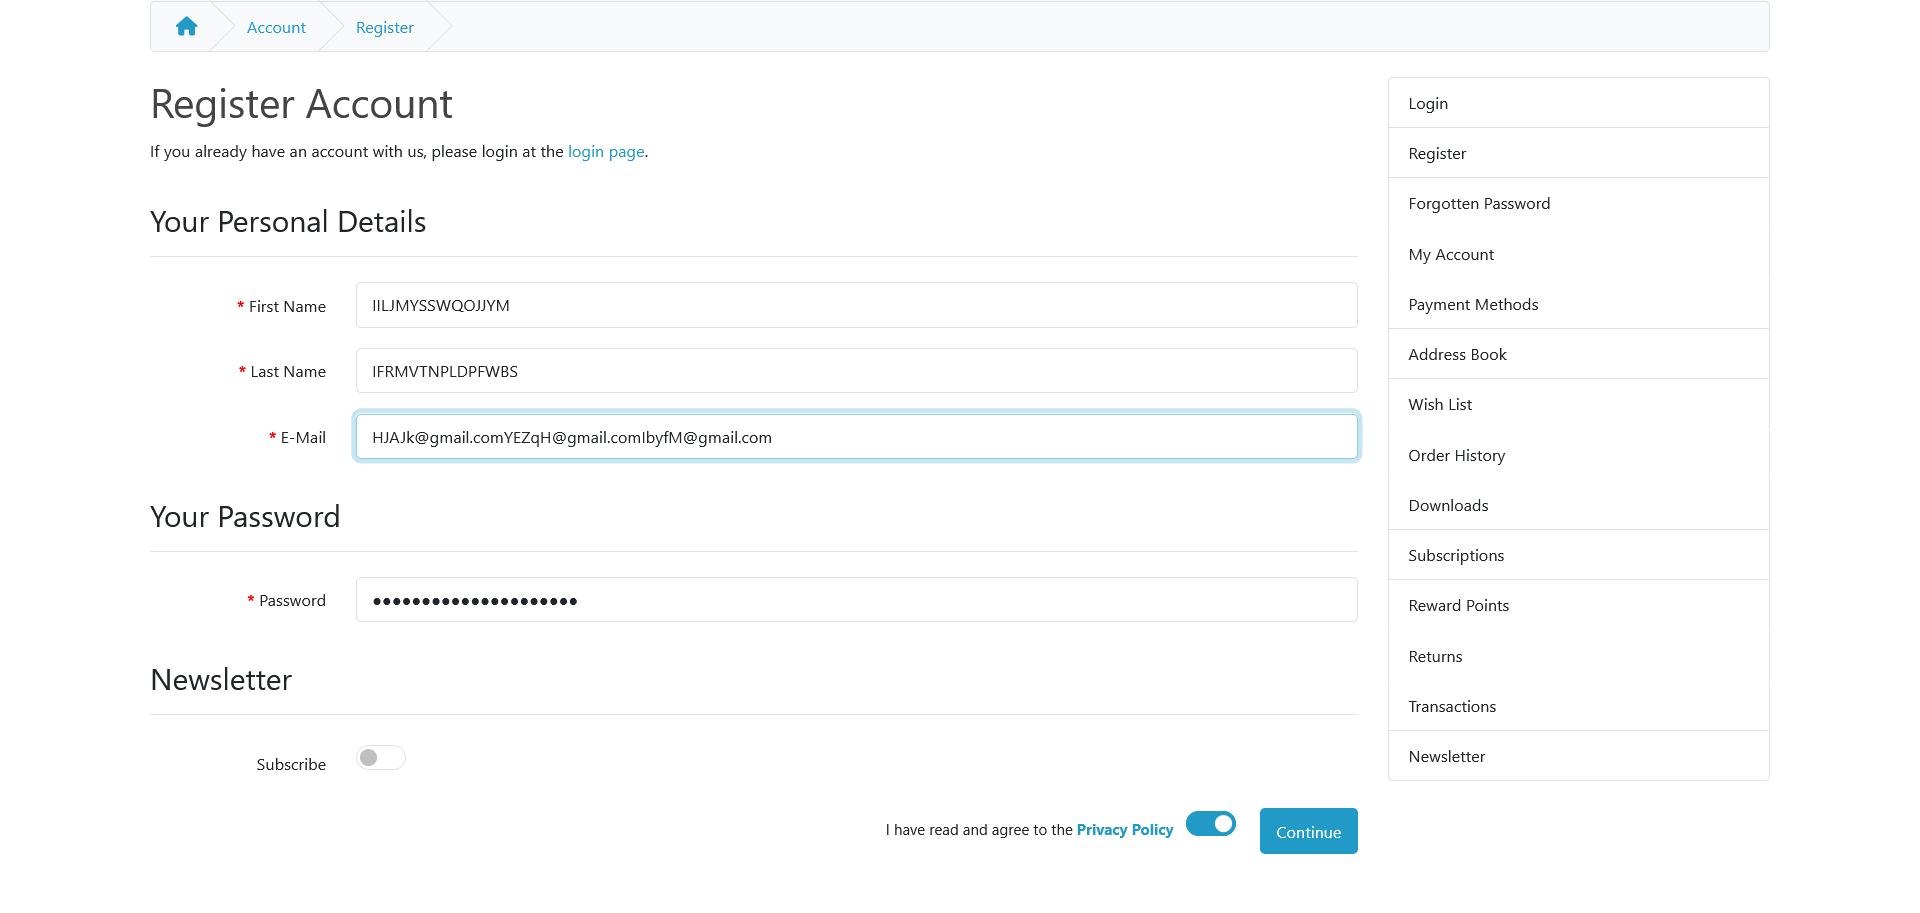 Account
Register
Register Account
If you already have an account with us, please login at the login page.
Your Personal Details
* First Name
IILJMYSSWQOJJYM
* Last Name
IFRMVTNPLDPFWBS
* E-Mail
HJAJk@gmail.comYEZqH@gmail.comIbyfM@gmail.com
Your Password
* Password
●●●●●●●●●●●●●●●●●●●●●
Newsletter
Subscribe
I have read and agree to the Privacy Policy
Continue
Login
Register
Forgotten Password
My Account
Payment Methods
Address Book
Wish List
Order History
Downloads
Subscriptions
Reward Points
Returns
Transactions
Newsletter